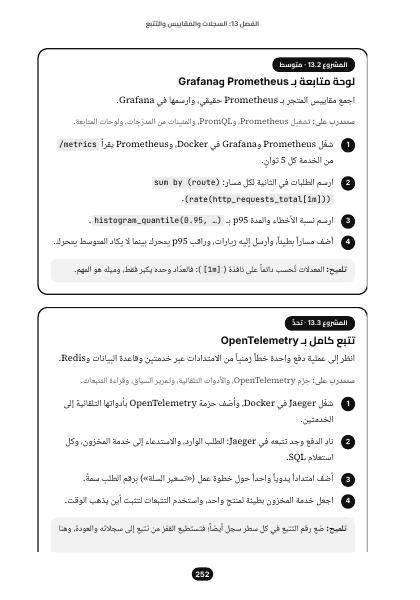 الفصل 13: السجلات والمقاييس والتتبع
المشروع 13.2 · متوسط
لوحة متابعة بـ Prometheus وGrafana
اجمع مقاييس المتجر بـ Prometheus حقيقي، وارسمها في Grafana.
ستتدرب على: تشغيل Prometheus، وPromQL، والمئينات من المدرّجات، ولوحات المتابعة.
1 شغّل Prometheus وGrafana في Docker، وPrometheus يقرأ /metrics
من الخدمة كل 5 ثوانٍ.
2 ارسم الطلبات في الثانية لكل مسار: sum by (route)
(rate(http_requests_total[1m])).
3 ارسم نسبة الأخطاء والمدة p95 بـ histogram_quantile(0.95, …).
4 أضف مساراً بطيئاً، وأرسل إليه زيارات، وراقب p95 يتحرك بينما لا يكاد المتوسط يتحرك.
تلميح: المعدلات تُحسب دائماً على نافذة ([1m]): فالعدّاد وحده يكبر فقط، وميله هو المهم.
المشروع 13.3 · تحدٍّ
تتبع كامل بـ OpenTelemetry
انظر إلى عملية دفع واحدة خطاً زمنياً من الامتدادات عبر خدمتين وقاعدة البيانات وRedis.
ستتدرب على: حزم OpenTelemetry، والأدوات التلقائية، وتمرير السياق، وقراءة التتبعات.
1 شغّل Jaeger في Docker، وأضف حزمة OpenTelemetry بأدواتها التلقائية إلى
الخدمتين.
2 نادِ الدفع وجد تتبعه في Jaeger: الطلب الوارد، والاستدعاء إلى خدمة المخزون، وكل
استعلام SQL.
3 أضف امتداداً يدوياً واحداً حول خطوة عمل («تسعير السلة») برقم الطلب سمةً.
4 اجعل خدمة المخزون بطيئة لمنتج واحد، واستخدم التتبعات لتثبت أين يذهب الوقت.
تلميح: ضع رقم التتبع في كل سطر سجل أيضاً؛ فتستطيع القفز من تتبع إلى سجلاته والعودة، وهنا
252